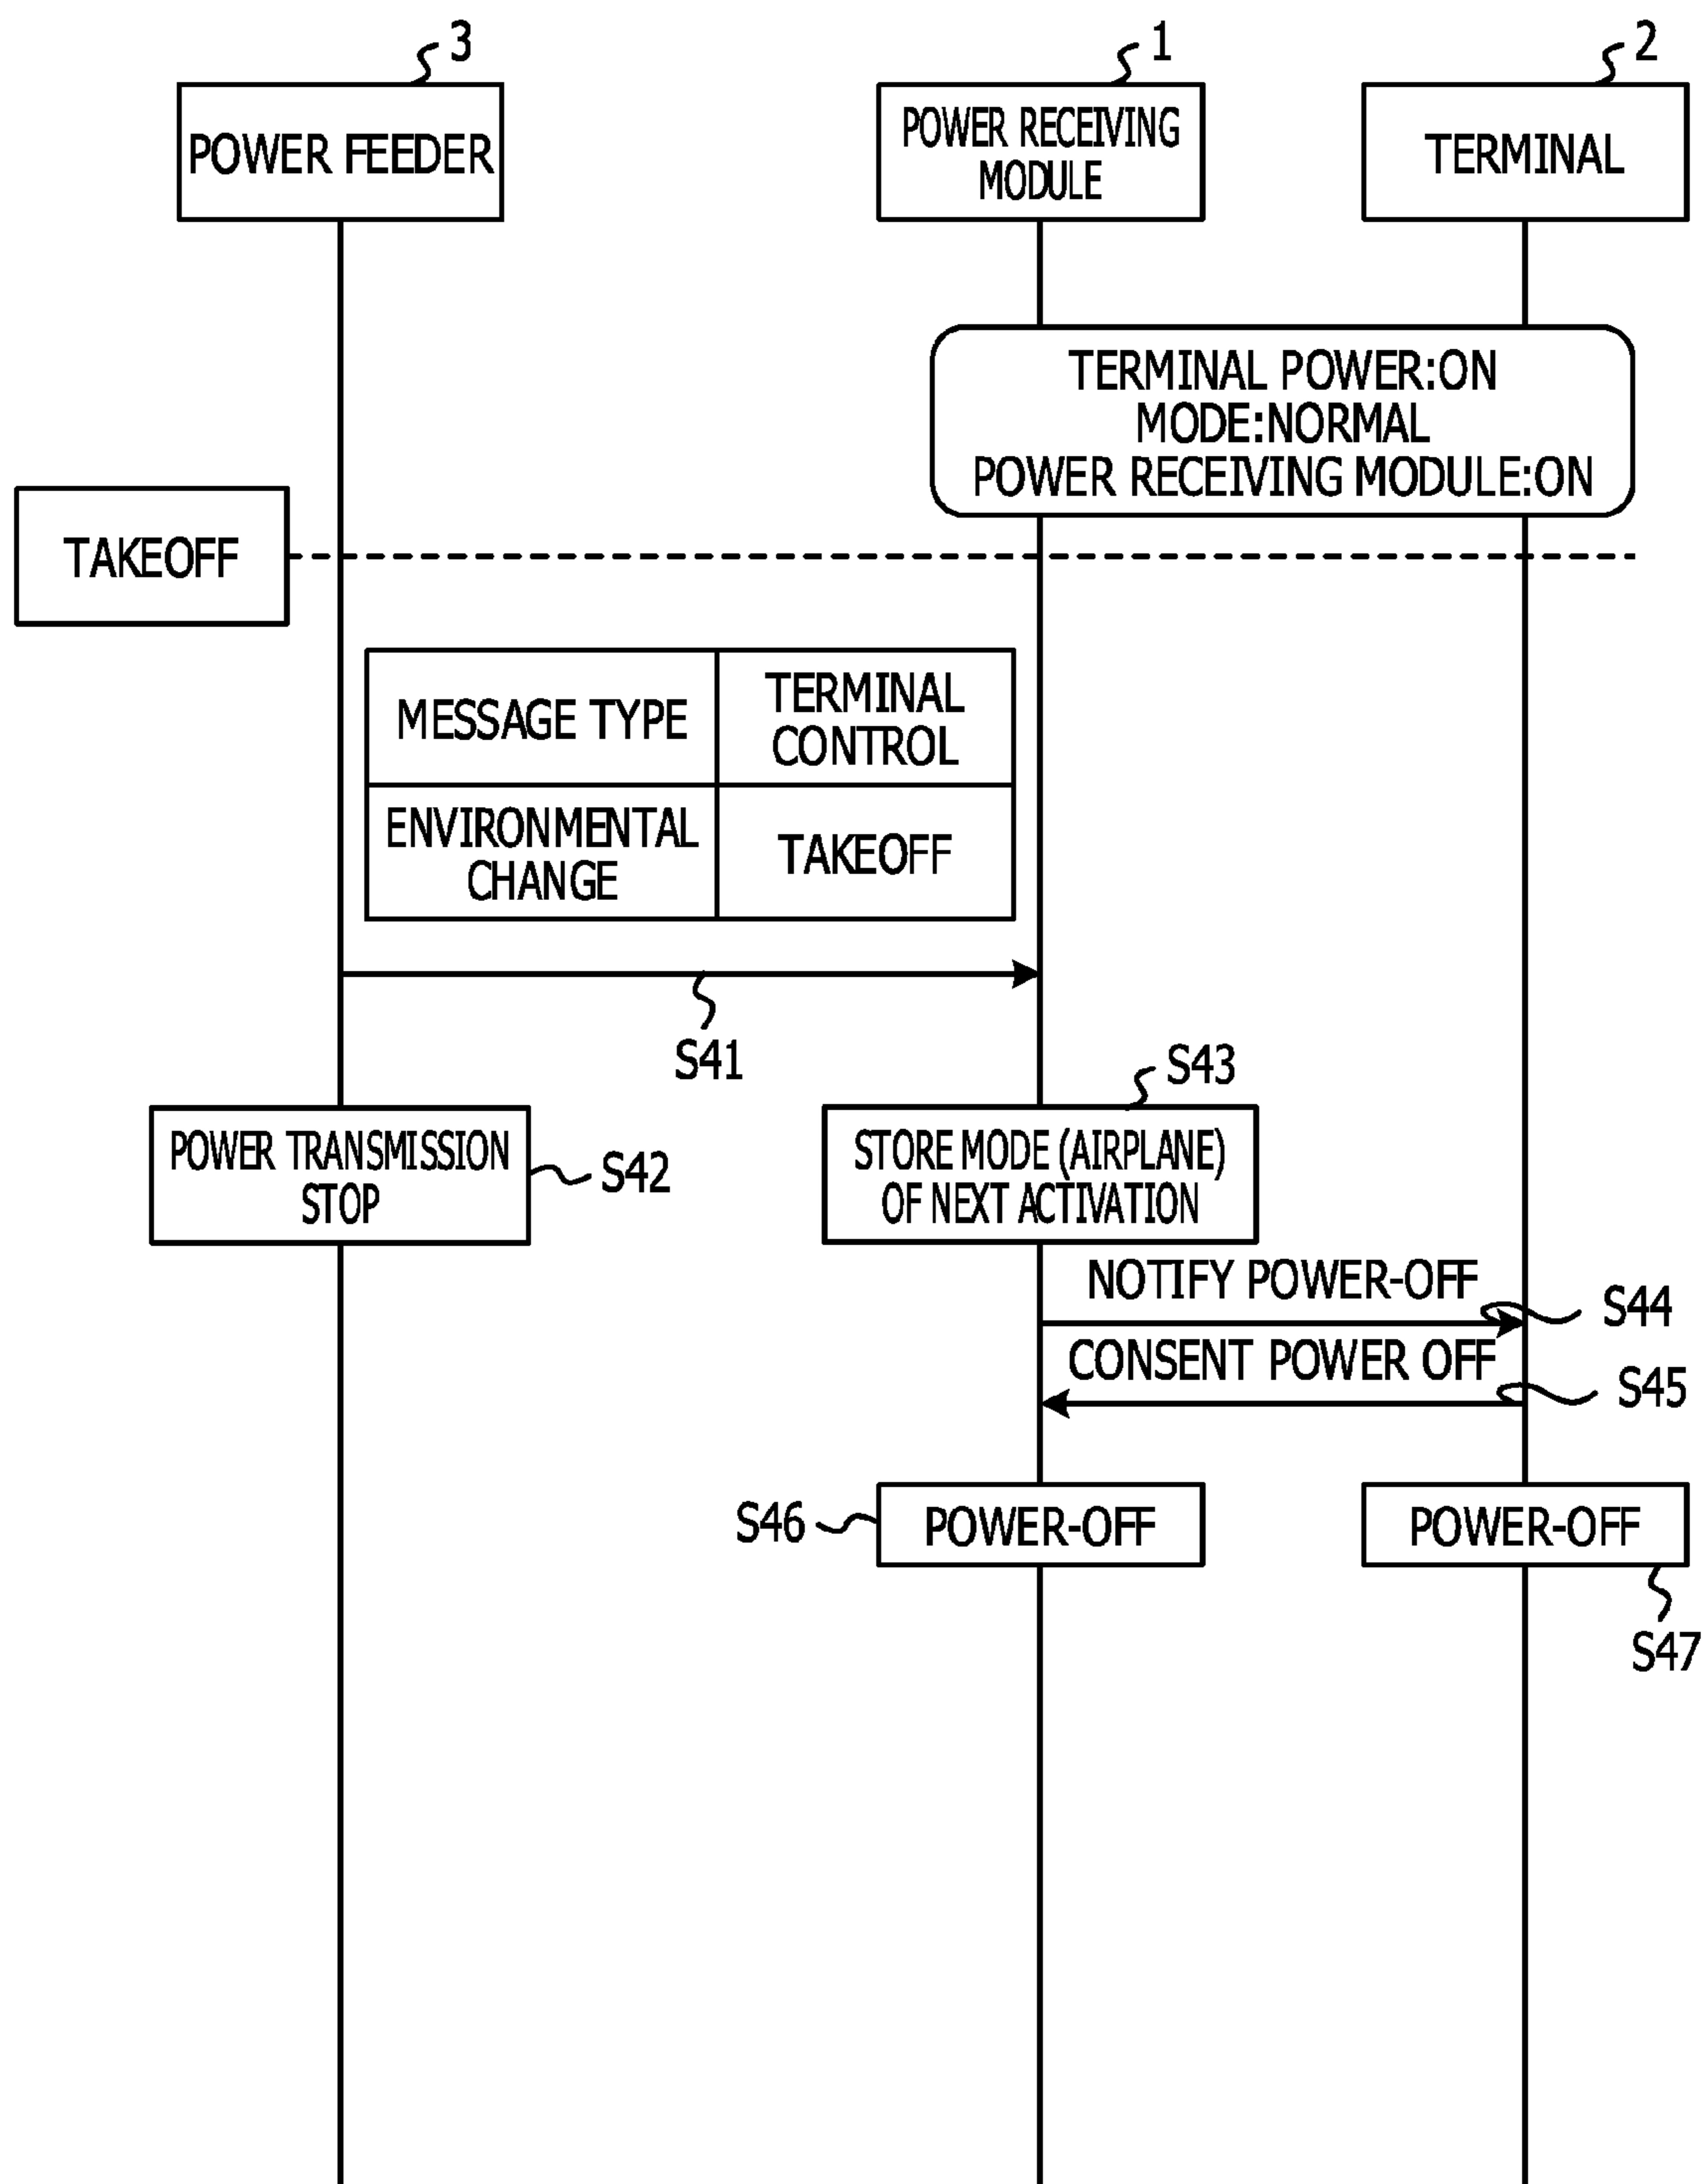 3
1
2
POWER FEEDER
POWER RECEIVING
MODULE
TERMINAL
TERMINAL POWER:ON
MODE:NORMAL
POWER RECEIVING MODULE:ON
TAKEOFF
MESSAGE TYPE
TERMINAL
CONTROL
ENVIRONMENTAL
CHANGE
TAKEOFF
S41
S43
POWER TRANSMISSION
STOP
S42
STORE MODE (AIRPLANE)
OF NEXT ACTIVATION
NOTIFY POWER-OFF
S44
CONSENT POWER OFF
S45
S46
POWER-OFF
POWER-OFF
S47